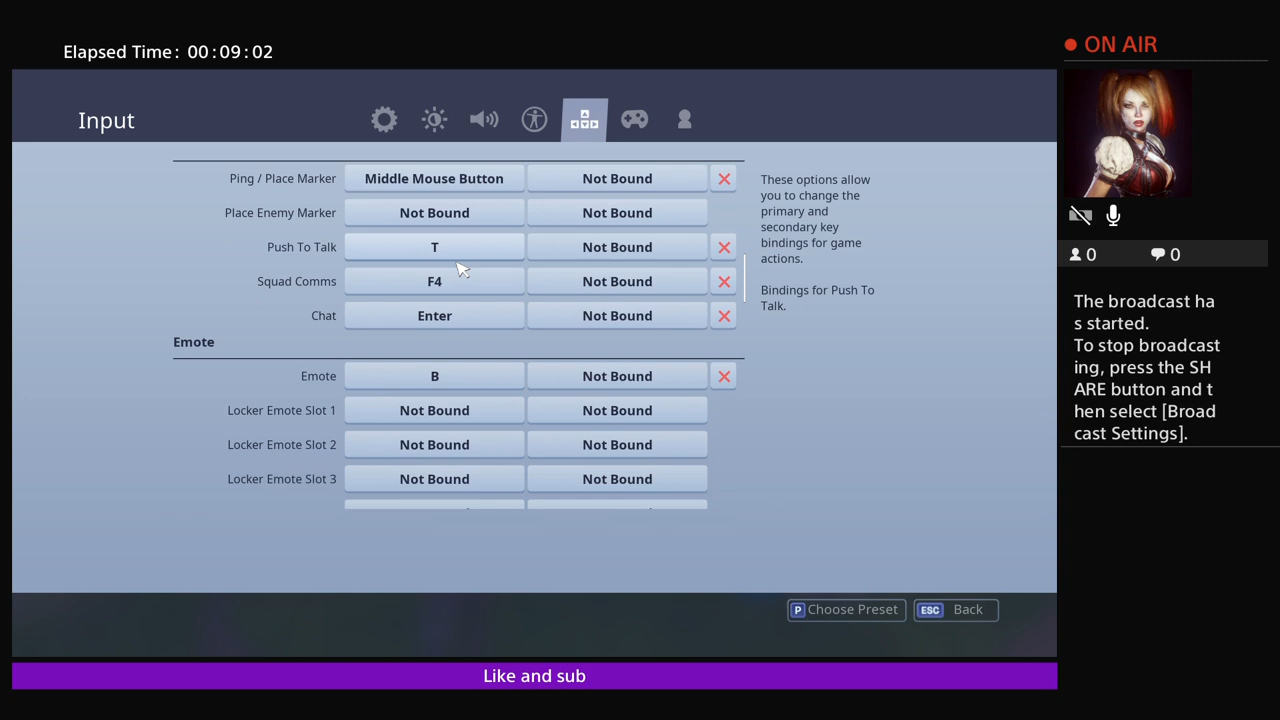 Elapsed Time: 00:09:02
ON AIR
Input
Ping / Place Marker Middle Mouse Button Not Bound
Place Enemy Marker Not Bound Not Bound
Push To Talk T Not Bound
Squad Comms F4 Not Bound
Chat Enter Not Bound
Emote
Emote B Not Bound
Locker Emote Slot 1 Not Bound Not Bound
Locker Emote Slot 2 Not Bound Not Bound
Locker Emote Slot 3 Not Bound Not Bound
These options allow
you to change the
primary and
secondary key
bindings for game
actions.
Bindings for Push To
Talk.
P Choose Preset
ESC Back
0 0
The broadcast ha
s started.
To stop broadcast
ing, press the SH
ARE button and t
hen select [Broad
cast Settings].
Like and sub